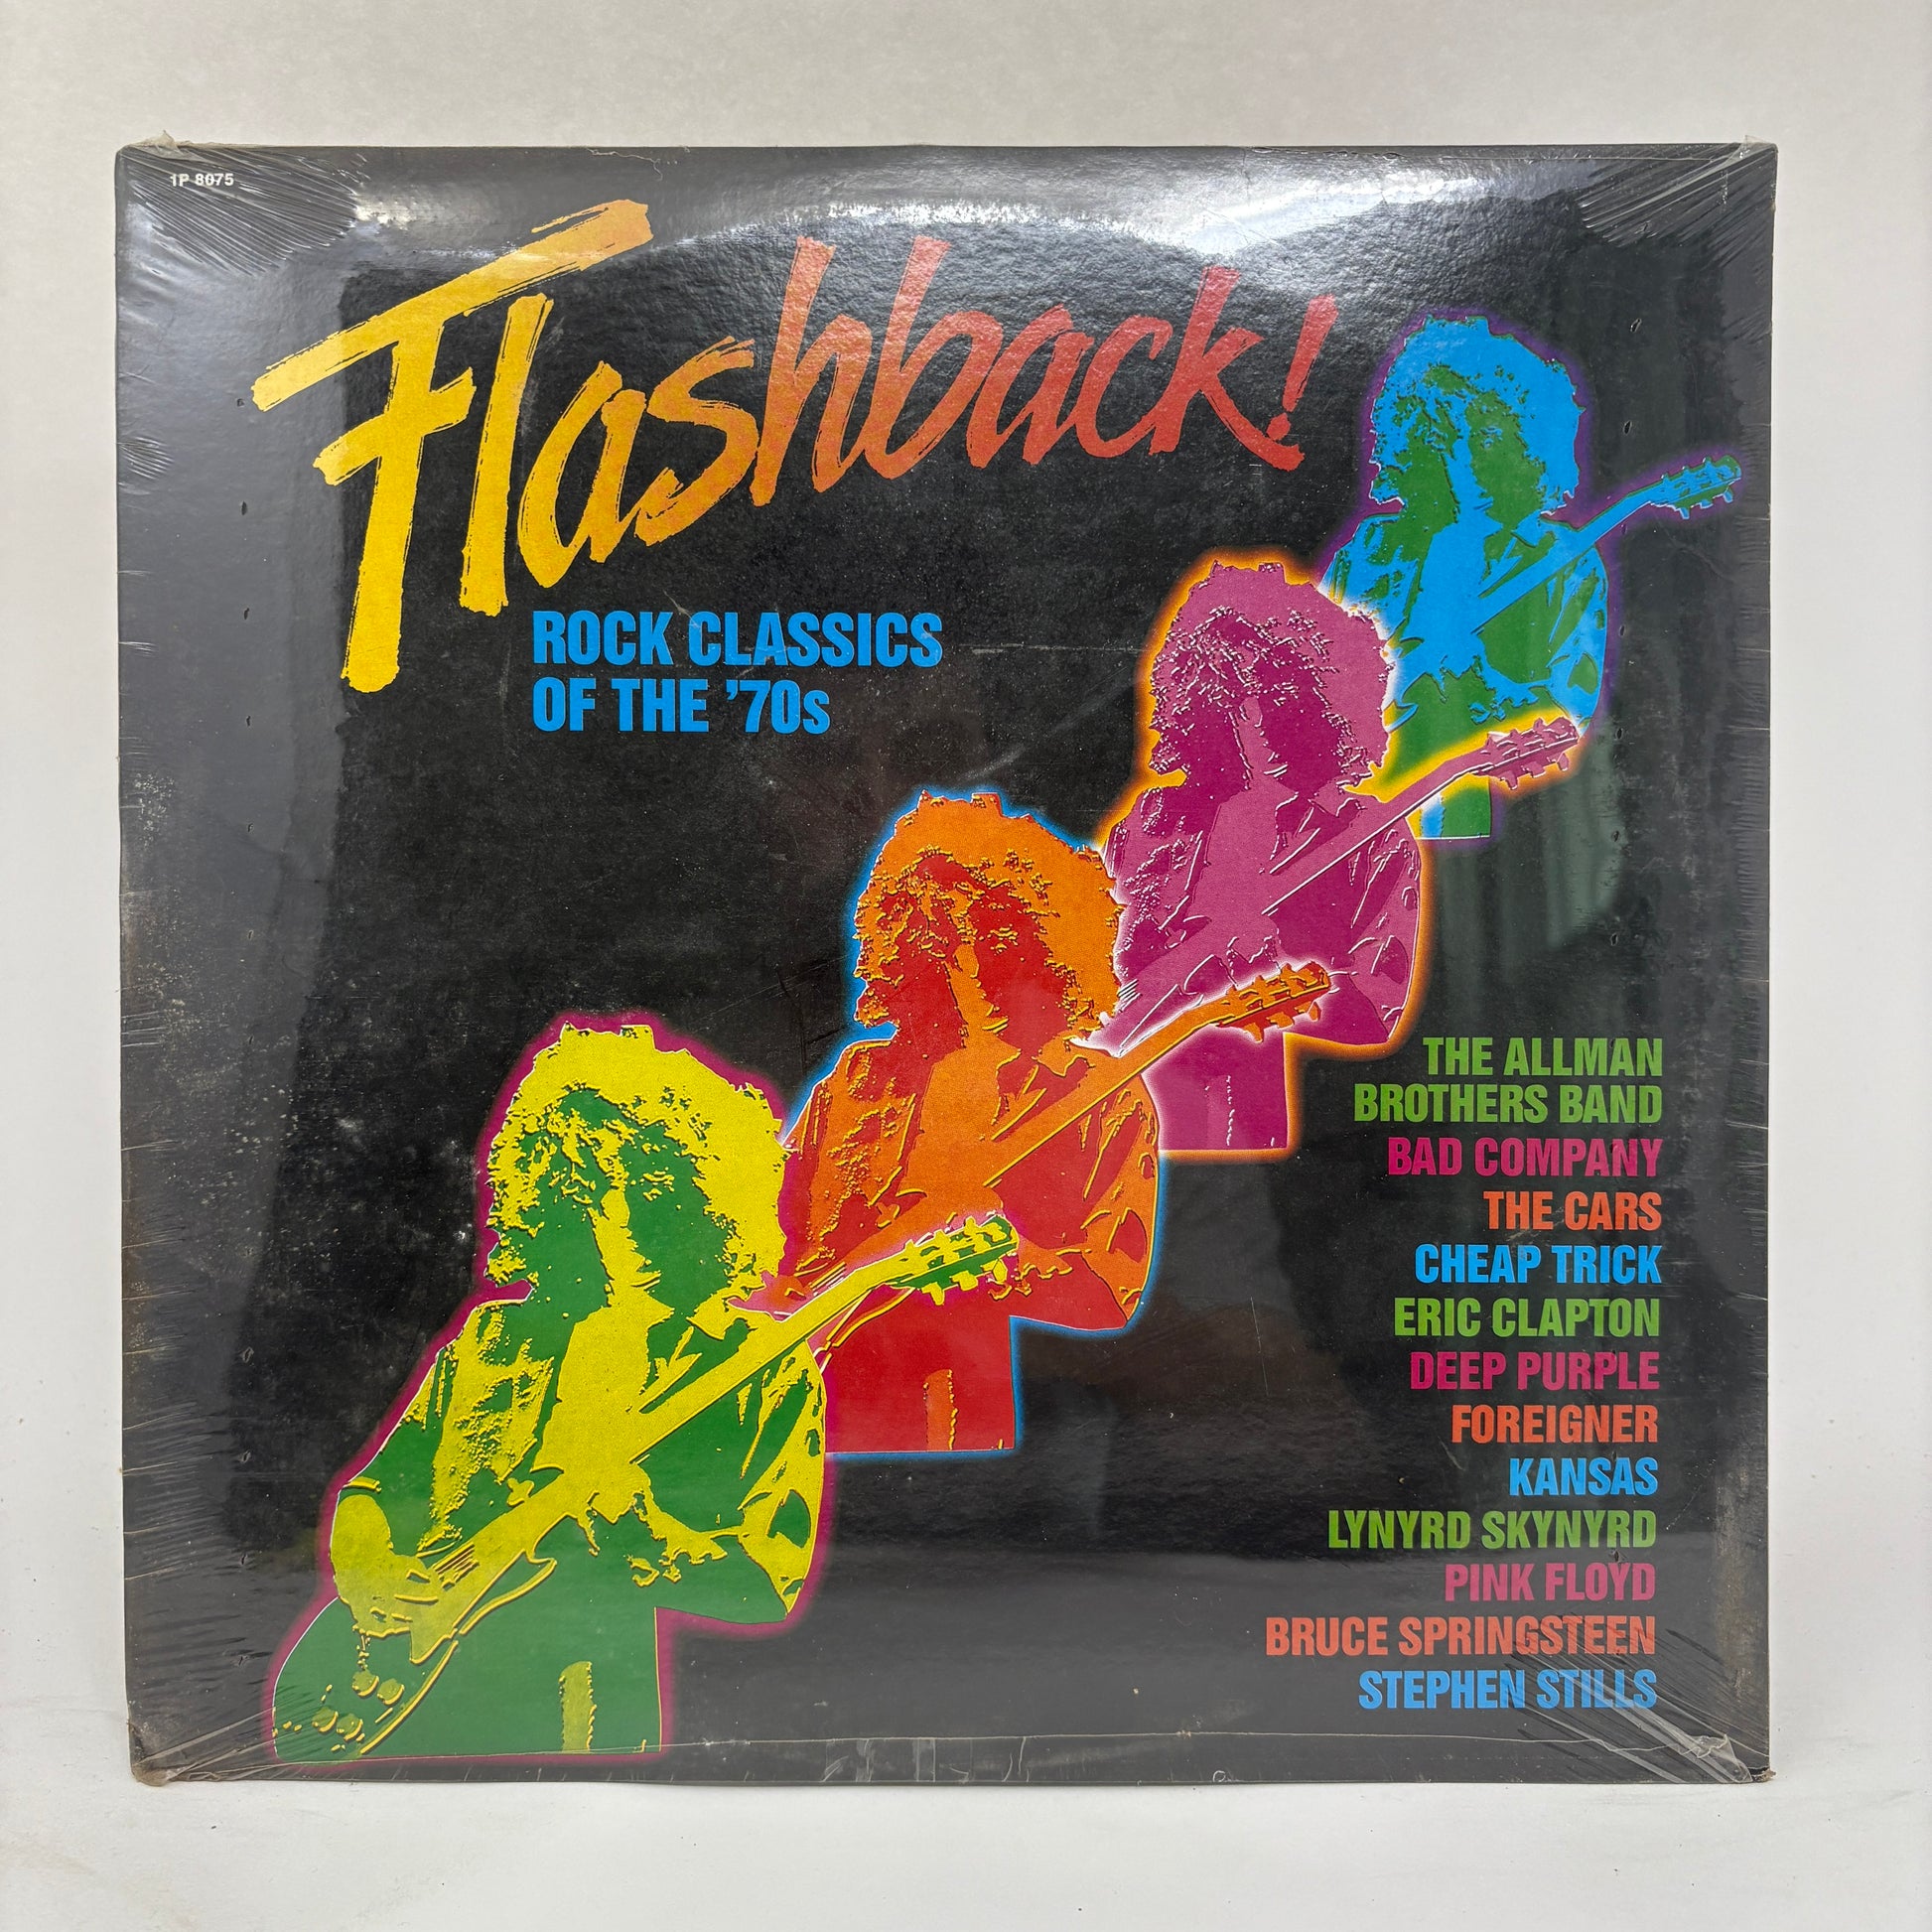 1P 8075
Flashback!
ROCK CLASSICS
OF THE '70s
THE ALLMAN
BROTHERS BAND
BAD COMPANY
THE CARS
CHEAP TRICK
ERIC CLAPTON
DEEP PURPLE
FOREIGNER
KANSAS
LYNYRD SKYNYRD
PINK FLOYD
BRUCE SPRINGSTEEN
STEPHEN STILLS